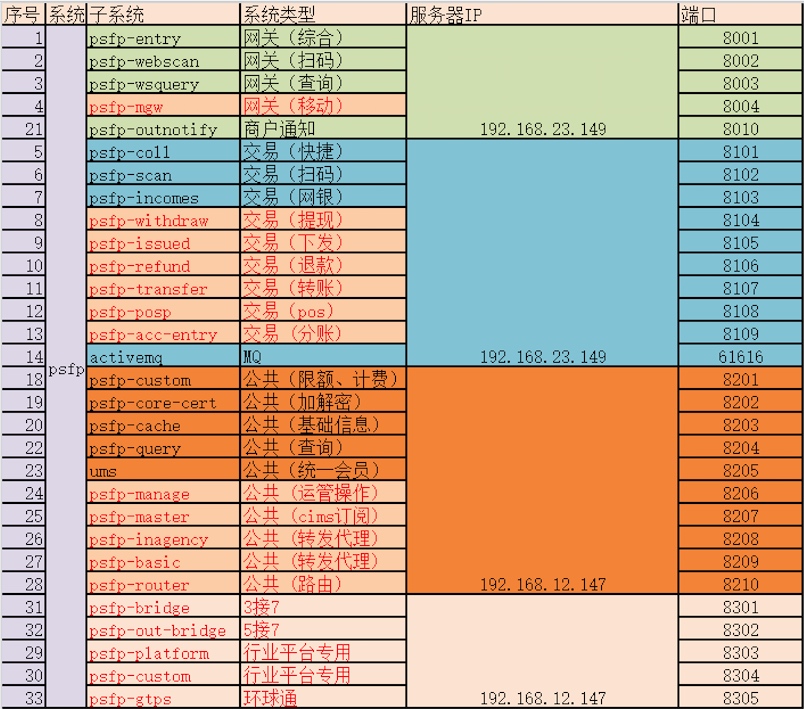 序号 系统 子系统 系统类型 服务器IP 端口
1 psfp-entry 网关（综合） 8001
2 psfp-webscan 网关（扫码） 8002
3 psfp-wsquery 网关（查询） 8003
4 psfp-mgw 网关（移动） 8004
21 psfp-outnotify 商户通知 192.168.23.149 8010
5 psfp-coll 交易（快捷） 8101
6 psfp-scan 交易（扫码） 8102
7 psfp-incomes 交易（网银） 8103
8 psfp-withdraw 交易（提现） 8104
9 psfp-issued 交易（下发） 8105
10 psfp-refund 交易（退款） 8106
11 psfp-transfer 交易（转账） 8107
12 psfp-posp 交易（pos） 8108
13 psfp-acc-entry 交易（分账） 8109
14 activemq MQ 192.168.23.149 61616
psfp
18 psfp-custom 公共（限额、计费） 8201
19 psfp-core-cert 公共（加解密） 8202
20 psfp-cache 公共（基础信息） 8203
22 psfp-query 公共（查询） 8204
23 ums 公共（统一会员） 8205
24 psfp-manage 公共（运管操作） 8206
25 psfp-master 公共（cims订阅） 8207
26 psfp-inagency 公共（转发代理） 8208
27 psfp-basic 公共（转发代理） 8209
28 psfp-router 公共（路由） 192.168.12.147 8210
31 psfp-bridge 3接7 8301
32 psfp-out-bridge 5接7 8302
29 psfp-platform 行业平台专用 8303
30 psfp-custom 行业平台专用 8304
33 psfp-gtps 环球通 192.168.12.147 8305